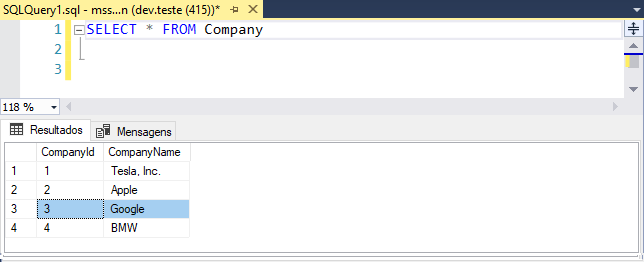 SQLQuery1.sql - mss...n (dev.teste (415))*
1 SELECT * FROM Company
2
3
118 %
Resultados Mensagens
CompanyId CompanyName
1 1 Tesla, Inc.
2 2 Apple
3 3 Google
4 4 BMW